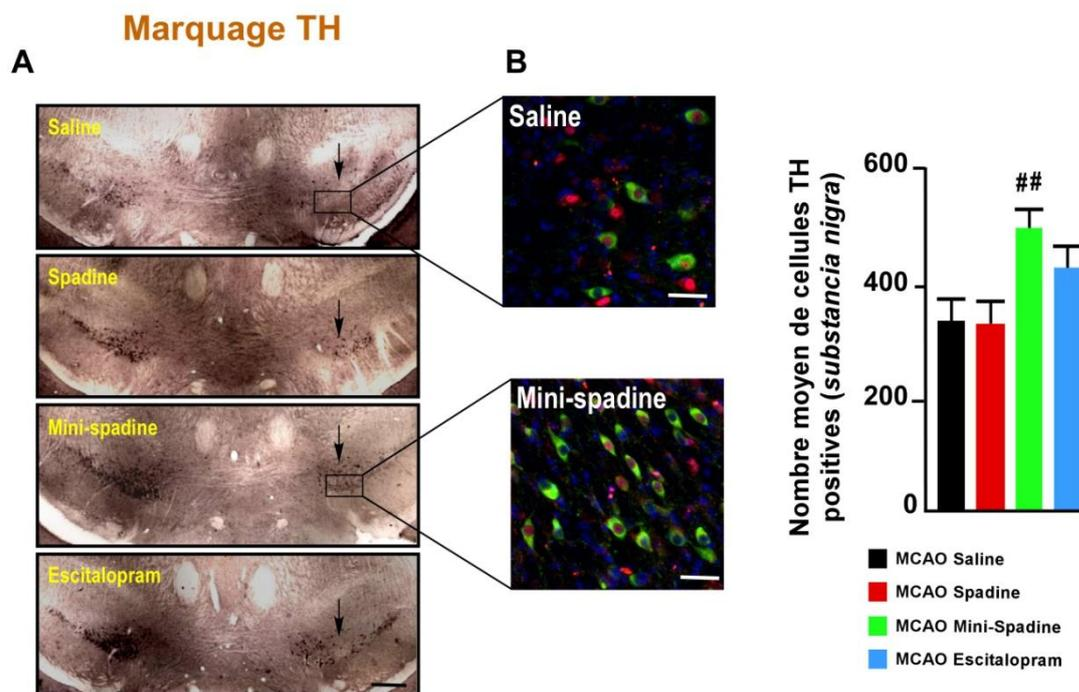 Marquage TH
A
B
Saline
Spadine
Mini-spadine
Escitalopram
Saline
Mini-spadine
Nombre moyen de cellules TH
positives (substancia nigra)
600
400
200
0
##
MCAO Saline
MCAO Spadine
MCAO Mini-Spadine
MCAO Escitalopram